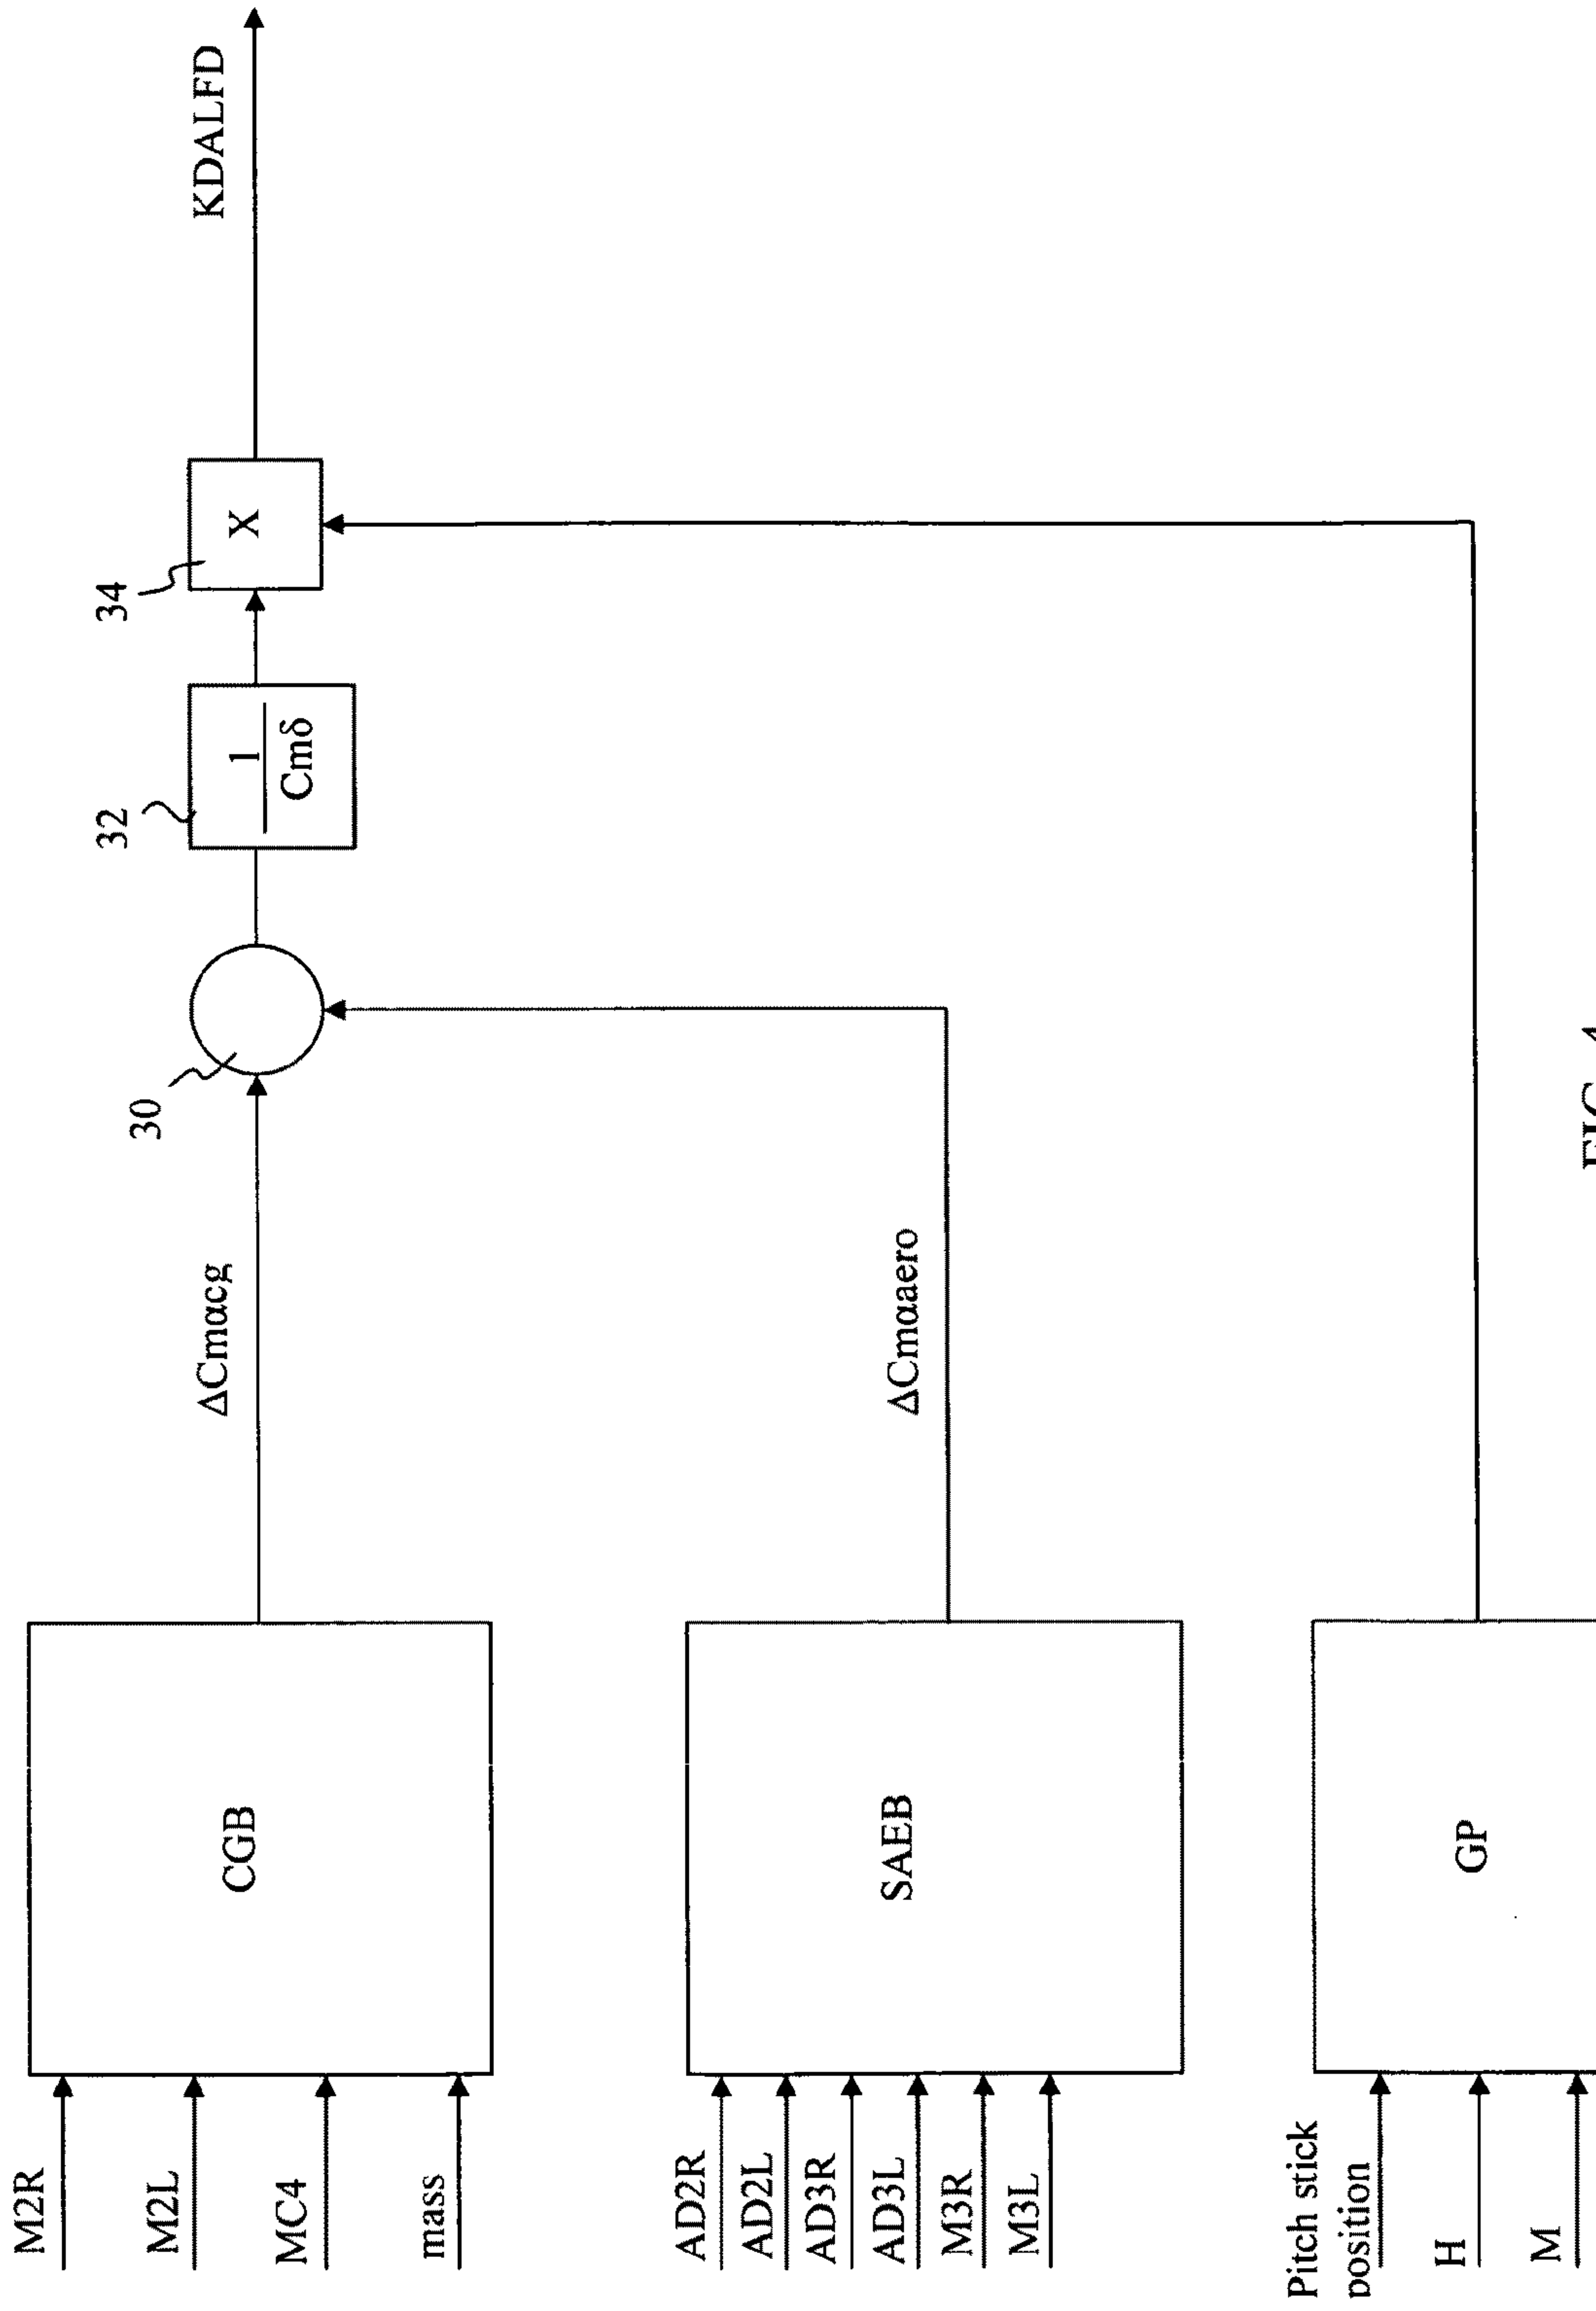 M2R
M2L
MC4
mass
CGB
ΔCmαcg
30
32
1
Cmδ
34
X
KDALFD
AD2R
AD2L
AD3R
AD3L
M3R
M3L
SAEB
ΔCmαaero
Pitch stick
position
H
M
GP